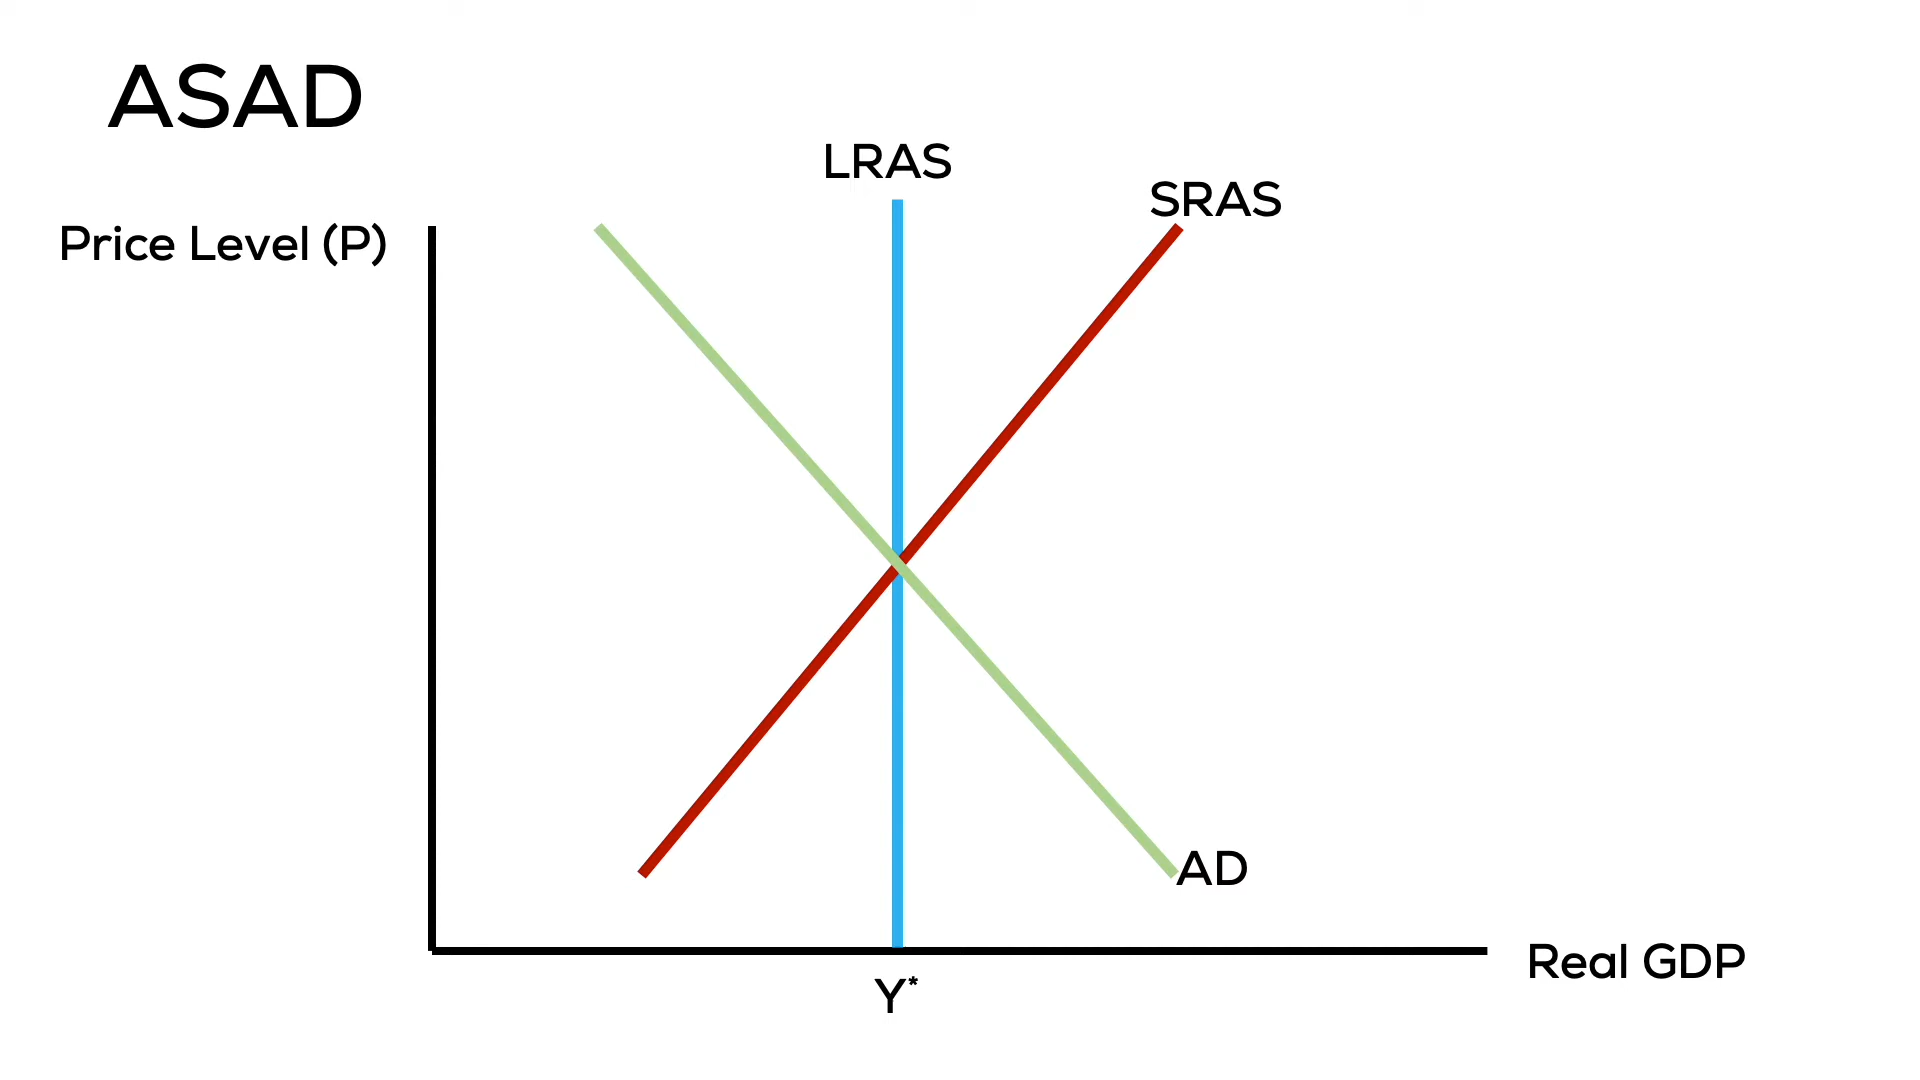 ASAD
LRAS
SRAS
Price Level (P)
AD
Real GDP
Y*